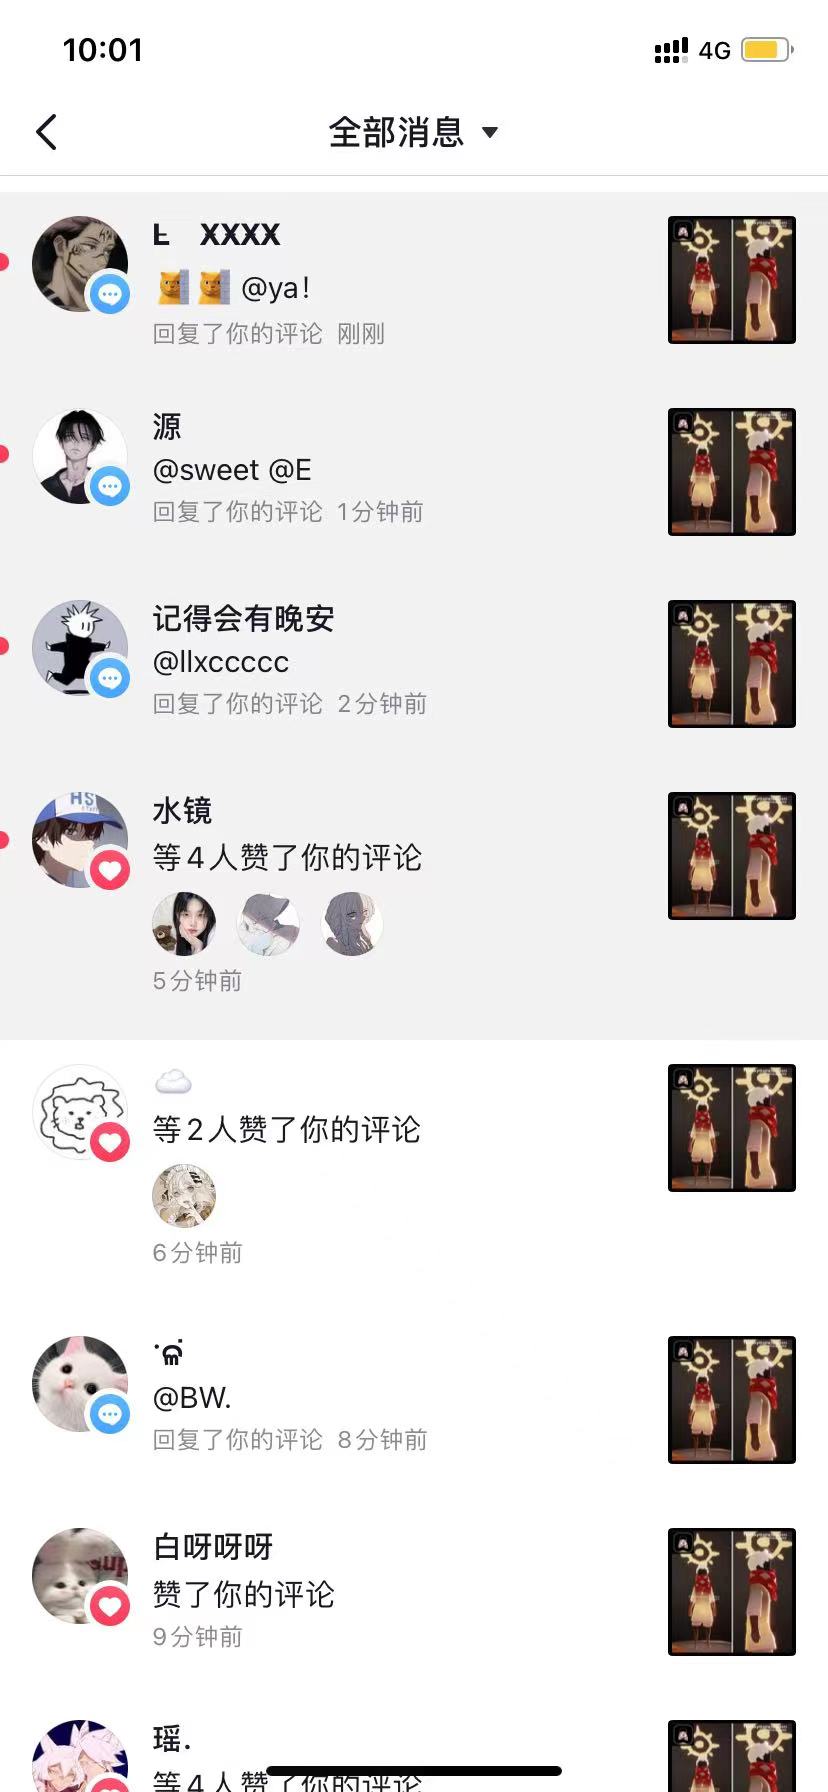 10:01
4G
全部消息
Ł XXXX
@ya!
回复了你的评论 刚刚
源
@sweet @E
回复了你的评论 1分钟前
记得会有晚安
@llxccccc
回复了你的评论 2分钟前
水镜
等4人赞了你的评论
5分钟前
等2人赞了你的评论
6分钟前
@BW.
回复了你的评论 8分钟前
白呀呀呀
赞了你的评论
9分钟前
瑶.
等4人赞了你的评论